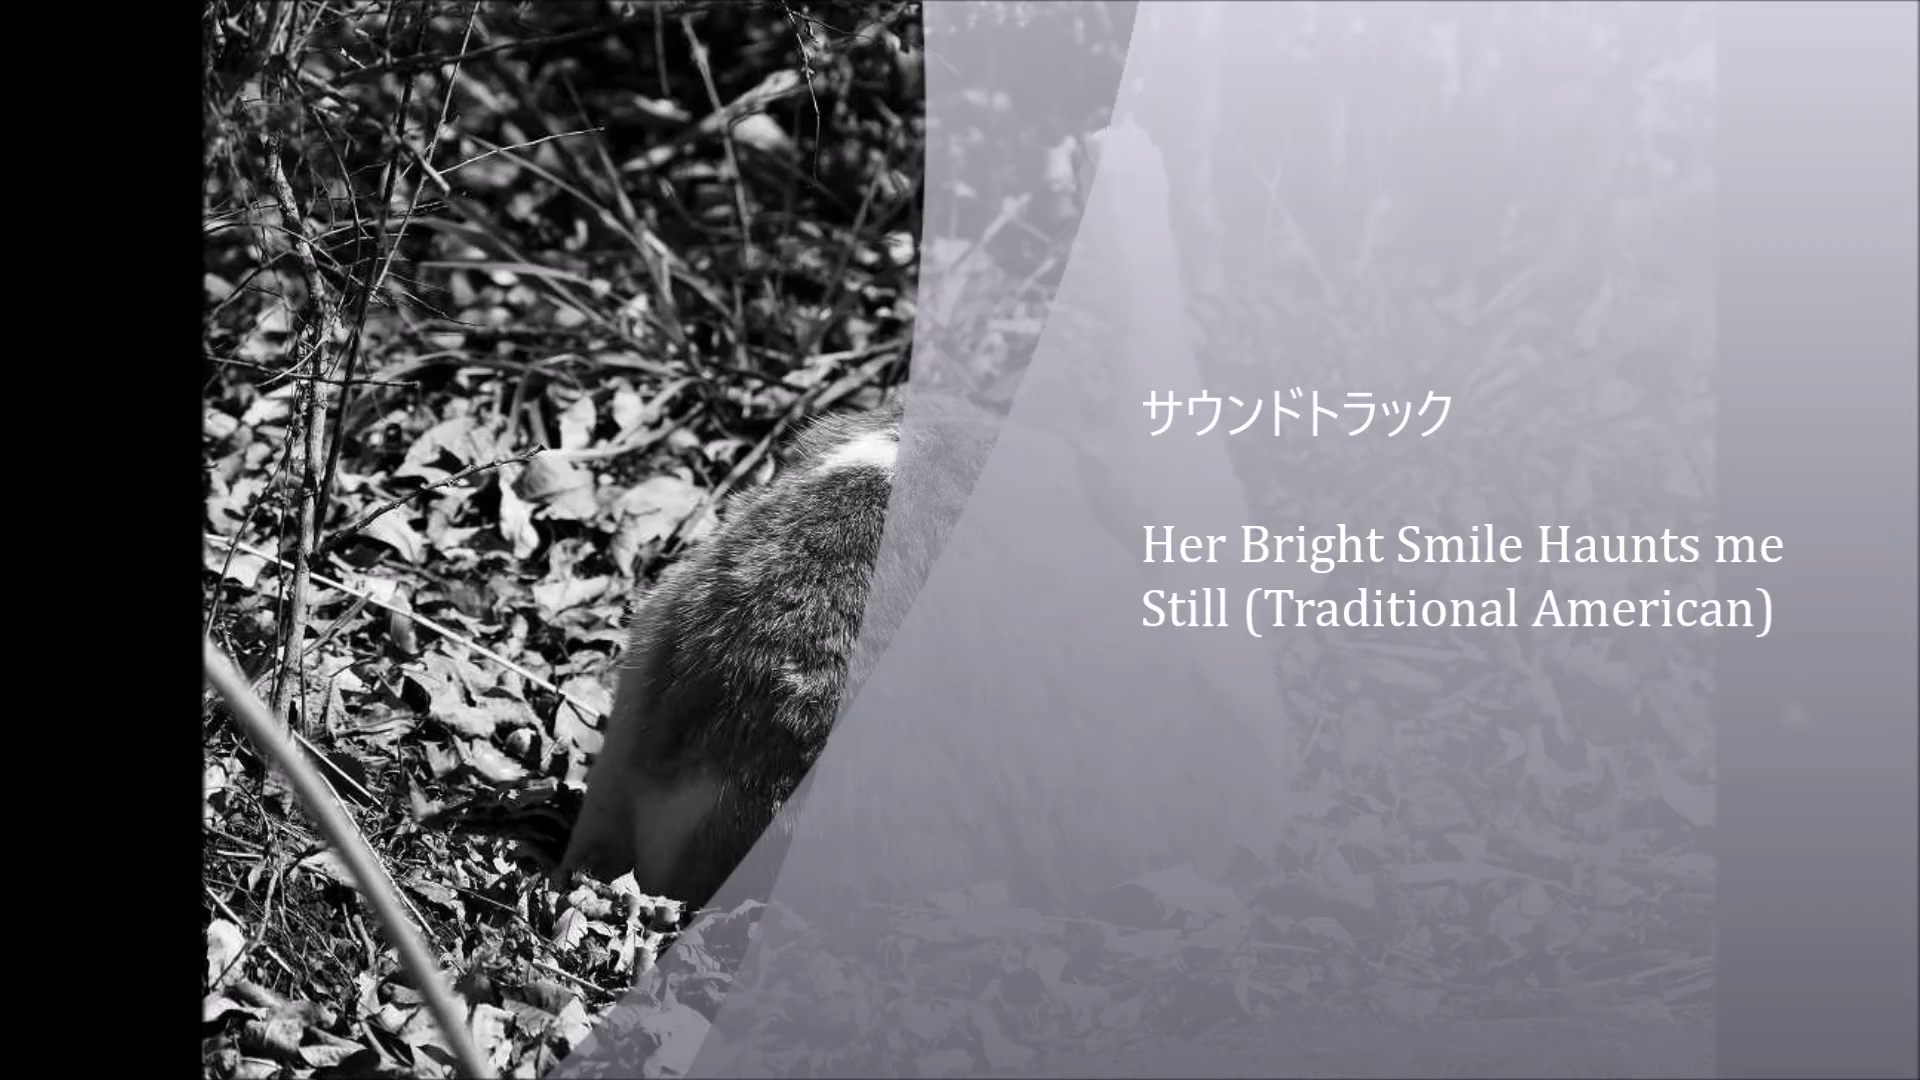 サウンドトラック
Her Bright Smile Haunts me
Still (Traditional American)